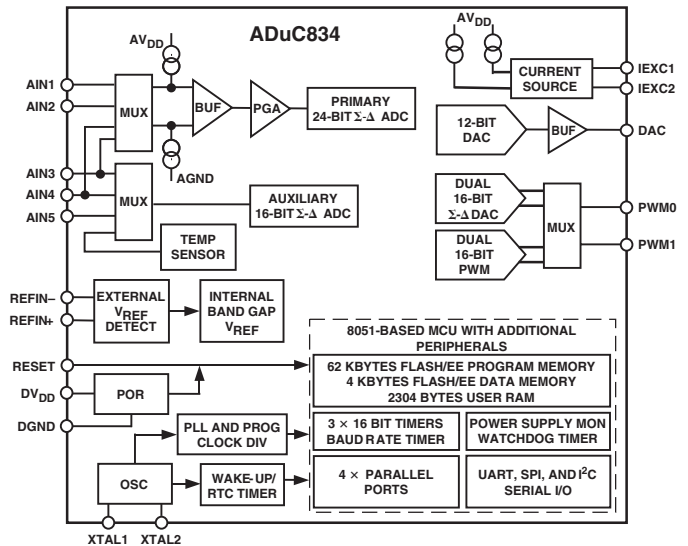 ADuC834
AVDD
AIN1
AIN2
MUX
BUF
PGA
PRIMARY
24-BIT Σ-Δ ADC
AGND
AIN3
AIN4
AIN5
MUX
AUXILIARY
16-BIT Σ-Δ ADC
TEMP
SENSOR
AVDD
CURRENT
SOURCE
IEXC1
IEXC2
12-BIT
DAC
BUF
DAC
DUAL
16-BIT
Σ-Δ DAC
DUAL
16-BIT
PWM
MUX
PWM0
PWM1
REFIN–
REFIN+
EXTERNAL
VREF
DETECT
INTERNAL
BAND GAP
VREF
RESET
DVDD
DGND
POR
PLL AND PROG
CLOCK DIV
OSC
WAKE-UP/
RTC TIMER
XTAL1
XTAL2
8051-BASED MCU WITH ADDITIONAL
PERIPHERALS
62 KBYTES FLASH/EE PROGRAM MEMORY
4 KBYTES FLASH/EE DATA MEMORY
2304 BYTES USER RAM
3 × 16 BIT TIMERS
BAUD RATE TIMER
POWER SUPPLY MON
WATCHDOG TIMER
4 × PARALLEL
PORTS
UART, SPI, AND I²C
SERIAL I/O